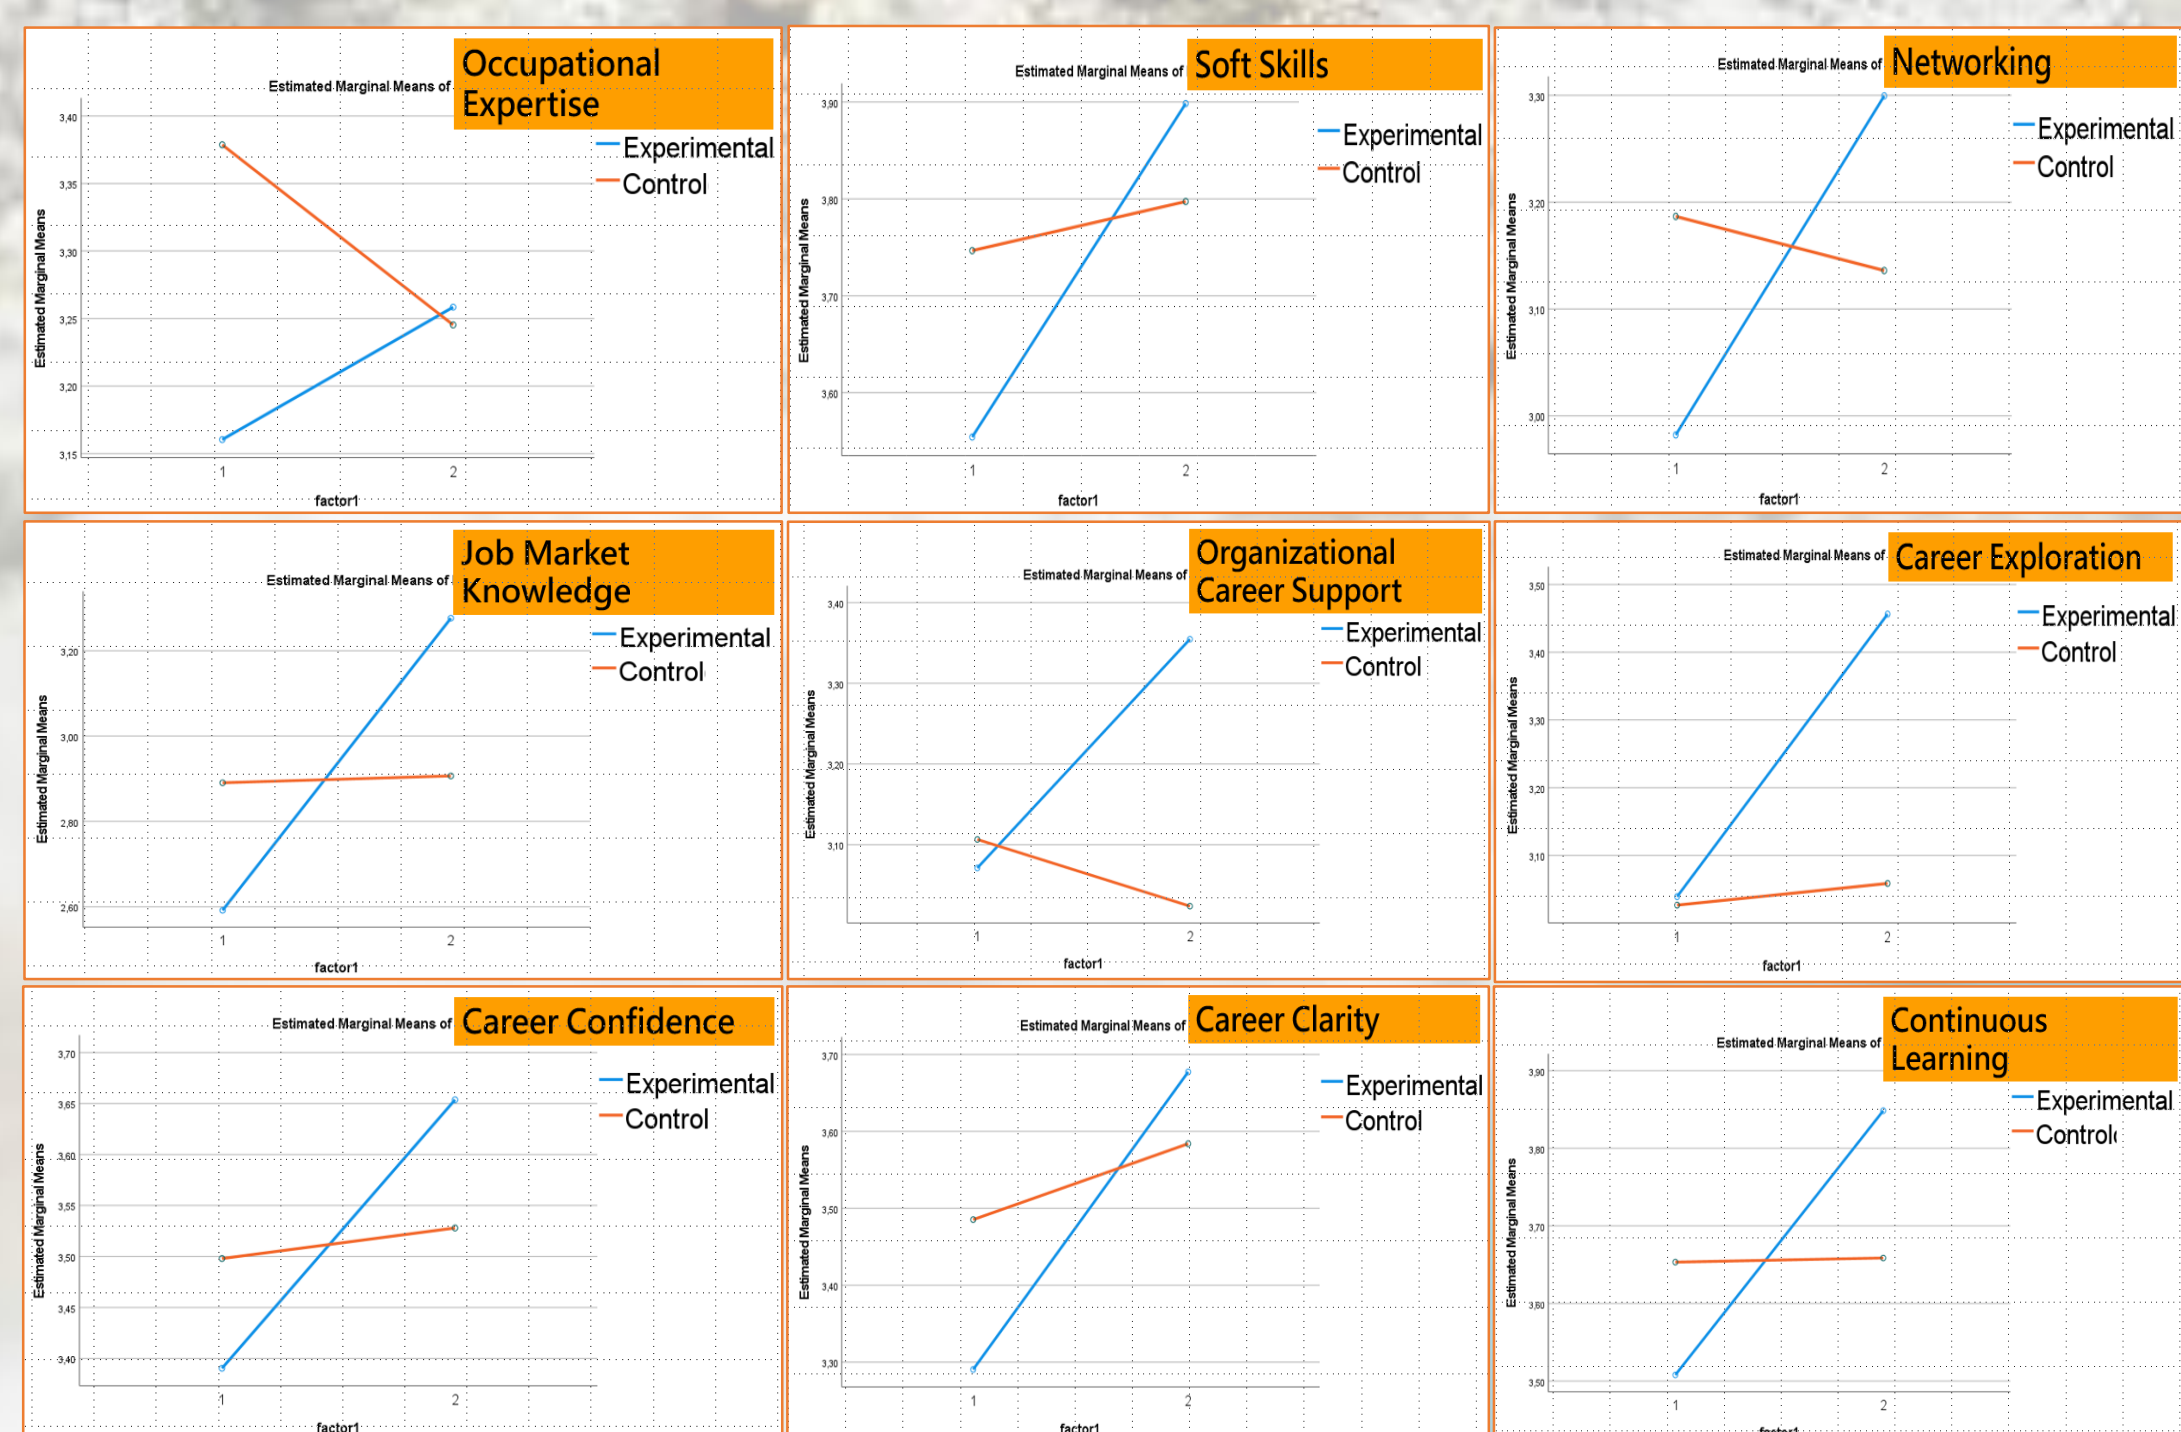 Estimated Marginal Means of
Occupational
Expertise
Experimental
Control
Estimated Marginal Means
3,40
3,35
3,30
3,25
3,20
3,15
1
2
factor1
Estimated Marginal Means of
Soft Skills
Experimental
Control
Estimated Marginal Means
3,90
3,80
3,70
3,60
1
2
factor1
Estimated Marginal Means of
Networking
Experimental
Control
Estimated Marginal Means
3,30
3,20
3,10
3,00
1
2
factor1
Estimated Marginal Means of
Job Market
Knowledge
Experimental
Control
Estimated Marginal Means
3,20
3,00
2,80
2,60
1
2
factor1
Estimated Marginal Means of
Organizational
Career Support
Experimental
Control
Estimated Marginal Means
3,40
3,30
3,20
3,10
1
2
factor1
Estimated Marginal Means of
Career Exploration
Experimental
Control
Estimated Marginal Means
3,50
3,40
3,30
3,20
3,10
1
2
factor1
Estimated Marginal Means of
Career Confidence
Experimental
Control
Estimated Marginal Means
3,70
3,65
3,60
3,55
3,50
3,45
3,40
1
2
factor1
Estimated Marginal Means of
Career Clarity
Experimental
Control
Estimated Marginal Means
3,70
3,60
3,50
3,40
3,30
1
2
factor1
Estimated Marginal Means of
Continuous
Learning
Experimental
Control
Estimated Marginal Means
3,90
3,80
3,70
3,60
3,50
1
2
factor1